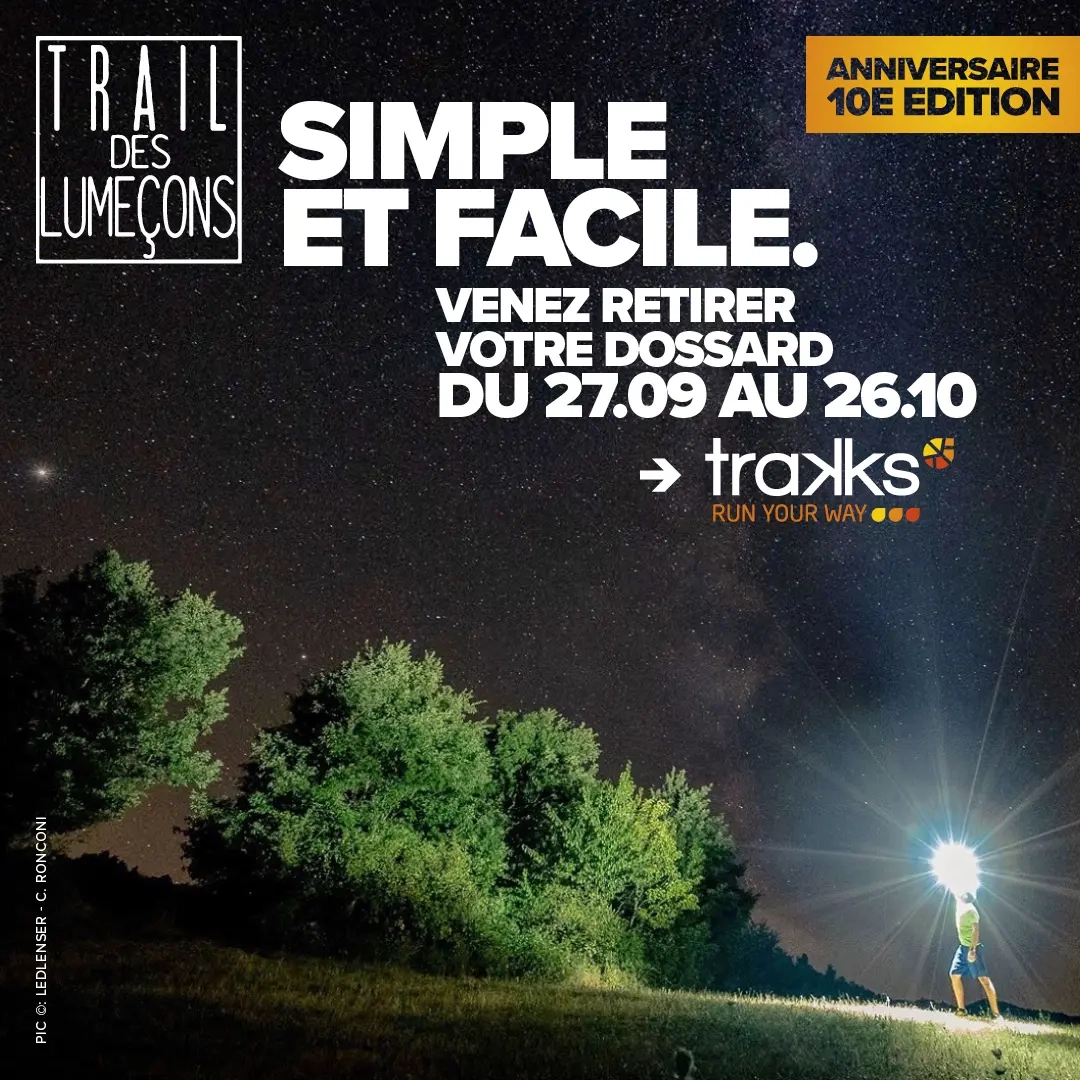 TRAIL
DES
LUMEÇONS
ANNIVERSAIRE
10E EDITION
SIMPLE
ET FACILE.
VENEZ RETIRER
VOTRE DOSSARD
DU 27.09 AU 26.10
→ trakks
RUN YOUR WAY
PIC ©: LEDLENSER - C. RONCONI